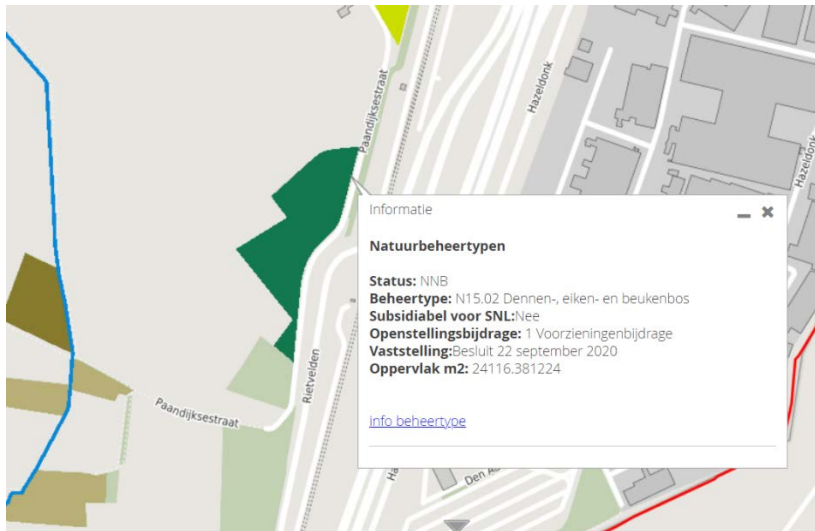 Paandijksestraat
Hazeldonk
Hazeldonk
Informatie
Natuurbeheertypen
Status: NNB
Beheertype: N15.02 Dennen-, eiken- en beukenbos
Subsidiabel voor SNL:Nee
Openstellingsbijdrage: 1 Voorzieningenbijdrage
Vaststelling:Besluit 22 september 2020
Oppervlak m2: 24116.381224
Info beheertype
Rietvelden
Paandijksestraat
Ha
Den A